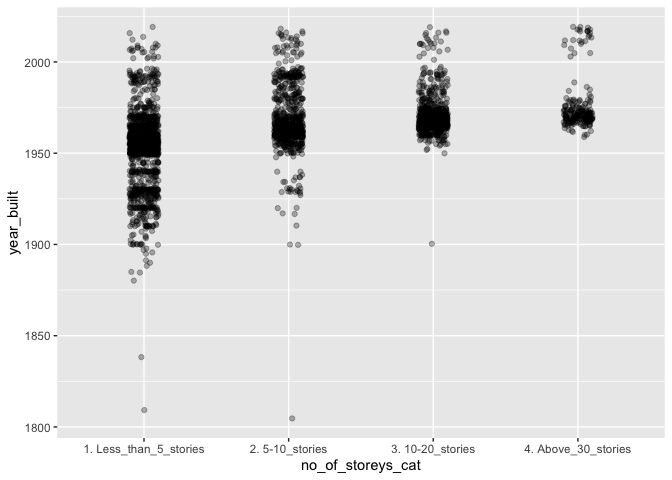 year_built
2000
1950
1900
1850
1800
1. Less_than_5_stories
2. 5-10_stories
3. 10-20_stories
4. Above_30_stories
no_of_storeys_cat